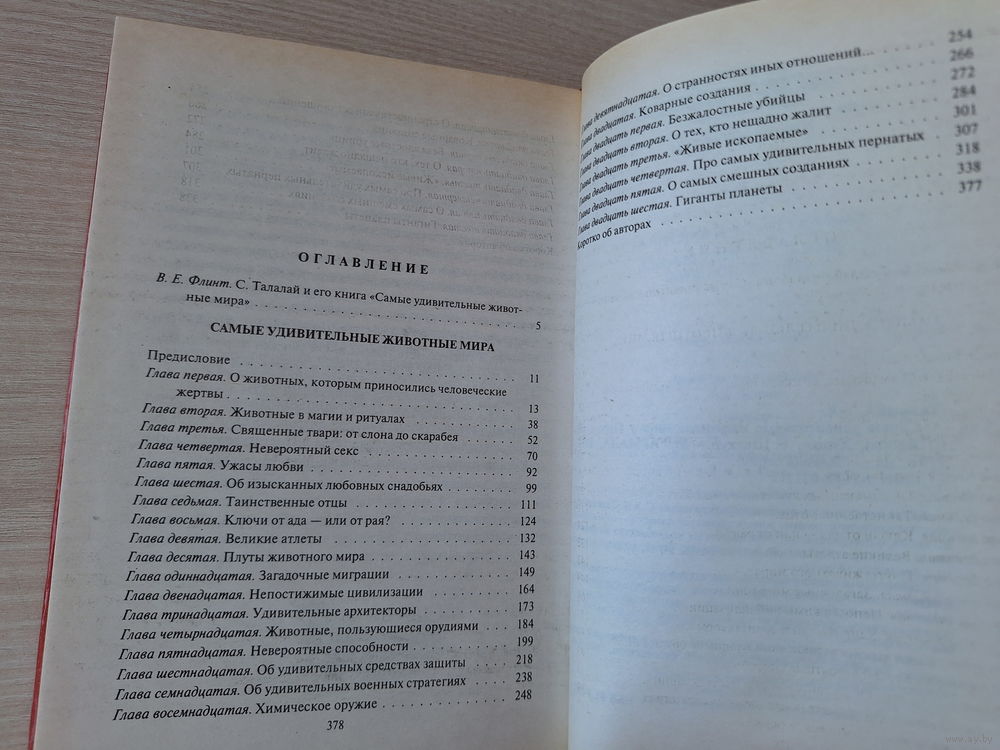 ОГЛАВЛЕНИЕ
В. Е. Флинт. С. Талалай и его книга «Самые удивительные живот-
ные мира» . . . . . . . . . . . . . . . . . . . . . . 5
САМЫЕ УДИВИТЕЛЬНЫЕ ЖИВОТНЫЕ МИРА
Предисловие . . . . . . . . . . . . . . . . . . . . . . 11
Глава первая. О животных, которым приносились человеческие
жертвы . . . . . . . . . . . . . . . . . . . . . . 13
Глава вторая. Животные в магии и ритуалах . . . . . . . . . 38
Глава третья. Священные твари: от слона до скарабея . . . . . 52
Глава четвертая. Невероятный секс . . . . . . . . . . . . 70
Глава пятая. Ужасы любви . . . . . . . . . . . . . . . 92
Глава шестая. Об изысканных любовных снадобьях . . . . . . 99
Глава седьмая. Таинственные отцы . . . . . . . . . . . . 111
Глава восьмая. Ключи от ада — или от рая? . . . . . . . . 124
Глава девятая. Великие атлеты . . . . . . . . . . . . . 132
Глава десятая. Плуты животного мира . . . . . . . . . . 143
Глава одиннадцатая. Загадочные миграции . . . . . . . . 149
Глава двенадцатая. Непостижимые цивилизации . . . . . . 164
Глава тринадцатая. Удивительные архитекторы . . . . . . 173
Глава четырнадцатая. Животные, пользующиеся орудиями . . . 184
Глава пятнадцатая. Невероятные способности . . . . . . . 199
Глава шестнадцатая. Об удивительных средствах защиты . . . . 218
Глава семнадцатая. Об удивительных военных стратегиях . . . . 238
Глава восемнадцатая. Химическое оружие . . . . . . . . . 248
378
Глава девятнадцатая. О странностях иных отношений... . . . . 254
Глава двадцатая. Коварные создания . . . . . . . . . . . 266
Глава двадцать первая. Безжалостные убийцы . . . . . . . 272
Глава двадцать вторая. О тех, кто нещадно жалит . . . . . . 284
Глава двадцать третья. «Живые ископаемые» . . . . . . . . 301
Глава двадцать четвертая. Про самых удивительных пернатых . . 307
Глава двадцать пятая. О самых смешных созданиях . . . . . . 318
Глава двадцать шестая. Гиганты планеты . . . . . . . . . 338
Коротко об авторах . . . . . . . . . . . . . . . . . . 377
www.ay.by